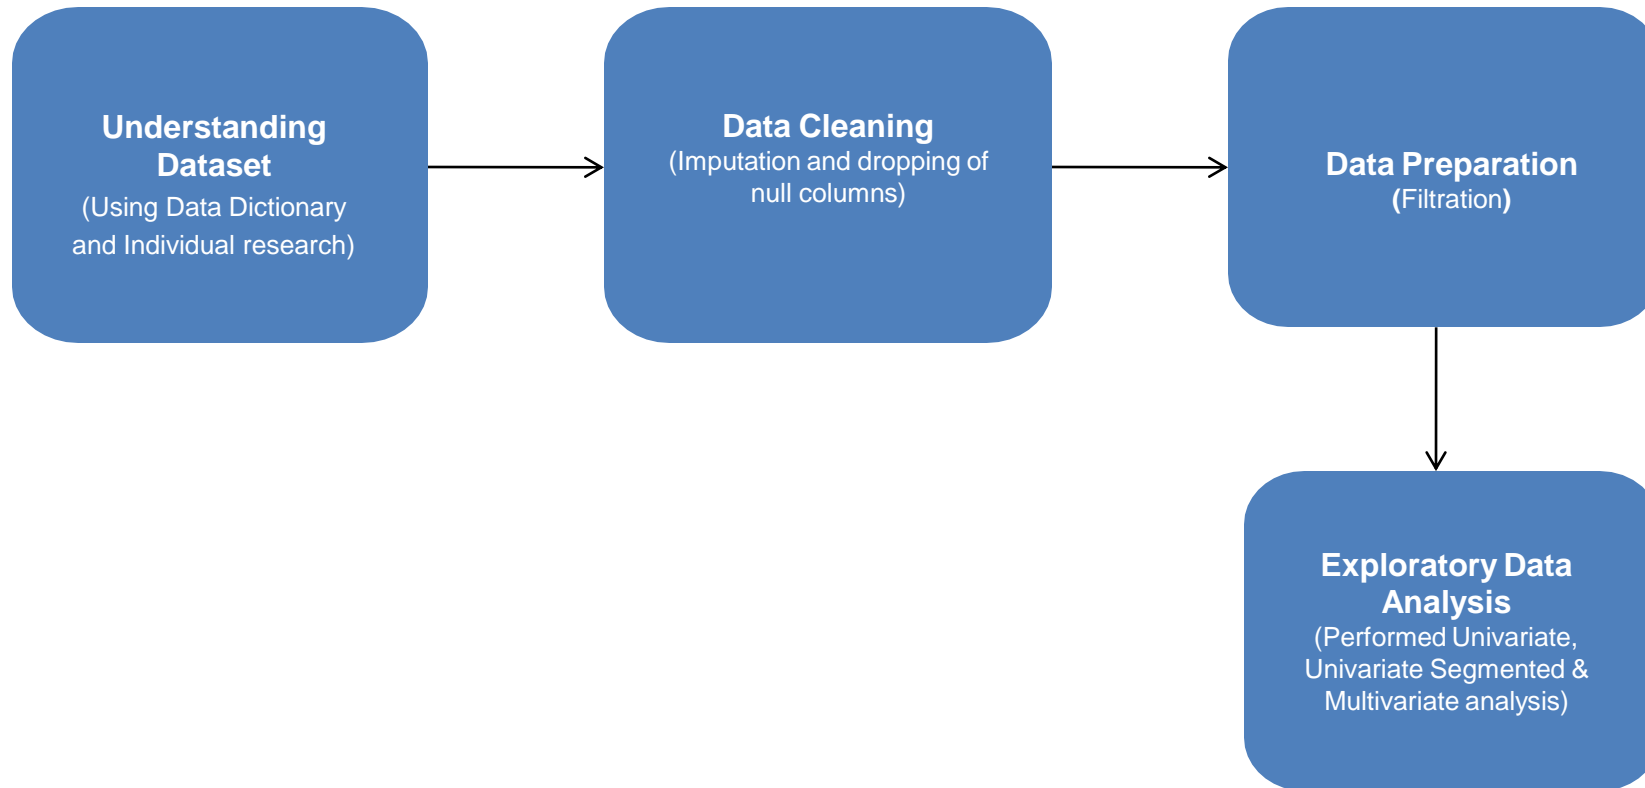 Understanding
Dataset
(Using Data Dictionary
and Individual research)
Data Cleaning
(Imputation and dropping of
null columns)
Data Preparation
(Filtration)
Exploratory Data
Analysis
(Performed Univariate,
Univariate Segmented &
Multivariate analysis)